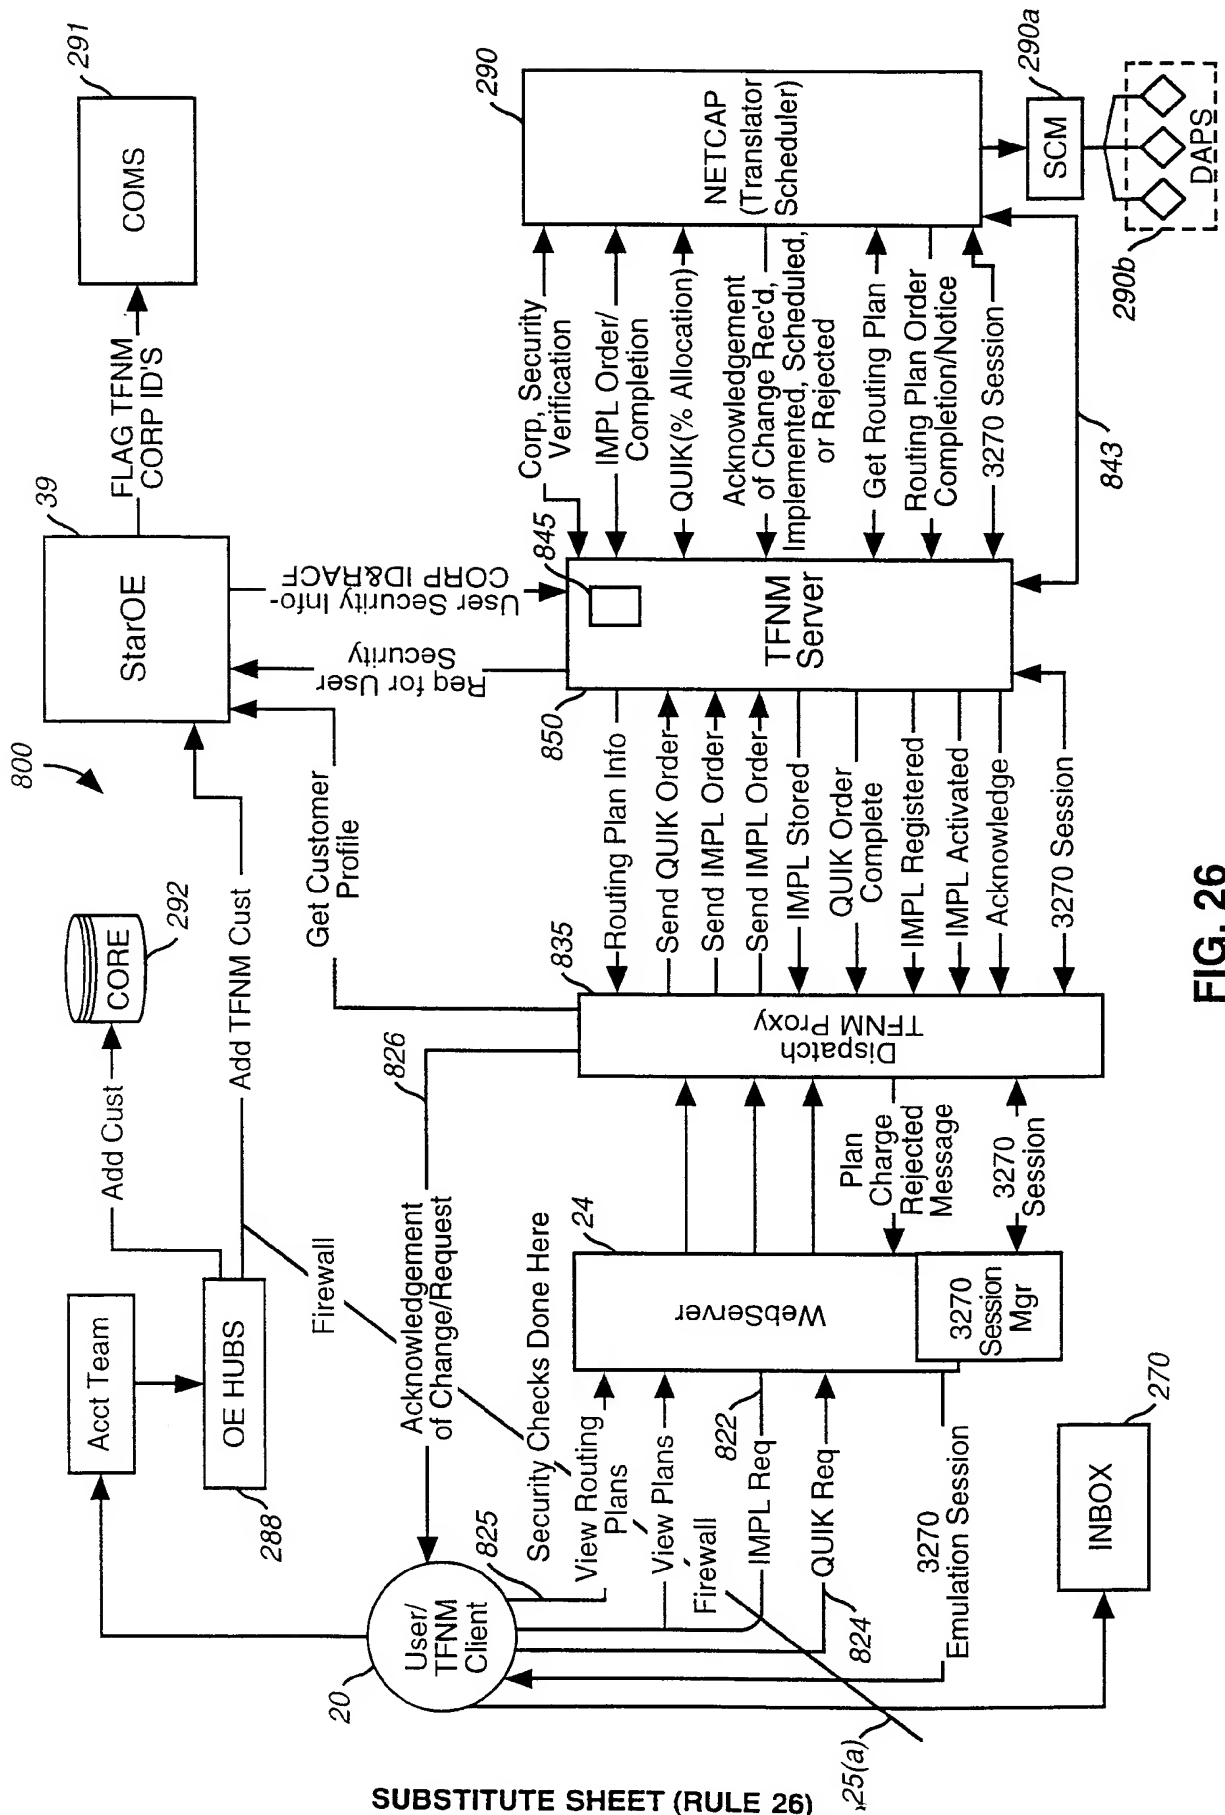 800
20
User/
TFNM
Client
Acct Team
OE HUBS
288
Add Cust
CORE
292
Add TFNM Cust
39
StarOE
FLAG TFNM
CORP ID'S
COMS
291
Firewall
Acknowledgement
of Change/Request
826
Get Customer
Profile
Req for User
Security
User Security Info-
CORP ID&RACF
825
Security Checks Done Here
View Routing
Plans
View Plans
Firewall
822
IMPL Req
QUIK Req
824
3270
Emulation Session
25(a)
INBOX
270
24
WebServer
3270
Session
Mgr
Plan
Charge
Rejected
Message
3270
Session
835
Dispatch
TFNM Proxy
Routing Plan Info
Send QUIK Order
Send IMPL Order
Send IMPL Order
IMPL Stored
QUIK Order
Complete
IMPL Registered
IMPL Activated
Acknowledge
3270 Session
850
845
TFNM
Server
Corp, Security
Verification
IMPL Order/
Completion
QUIK(% Allocation)
Acknowledgement
of Change Rec'd,
Implemented, Scheduled,
or Rejected
Get Routing Plan
Routing Plan Order
Completion/Notice
3270 Session
843
290
NETCAP
(Translator
Scheduler)
SCM
290a
290b
DAPS
FIG. 26
SUBSTITUTE SHEET (RULE 26)